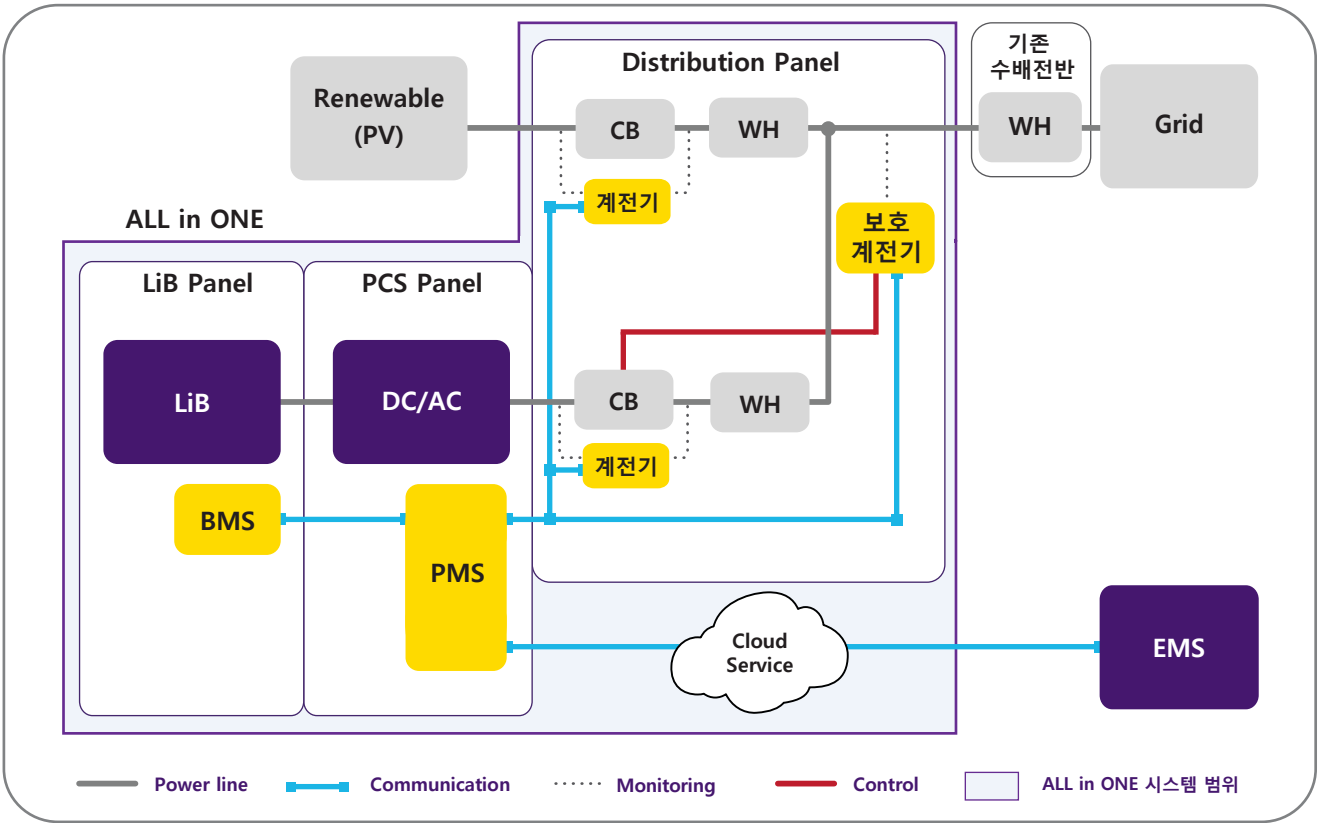 기존
수배전반
Distribution Panel
Renewable
(PV)
CB
WH
WH
Grid
계전기
보호
계전기
ALL in ONE
LiB Panel
PCS Panel
LiB
DC/AC
CB
WH
계전기
BMS
PMS
Cloud
Service
EMS
Power line
Communication
Monitoring
Control
ALL in ONE 시스템 범위